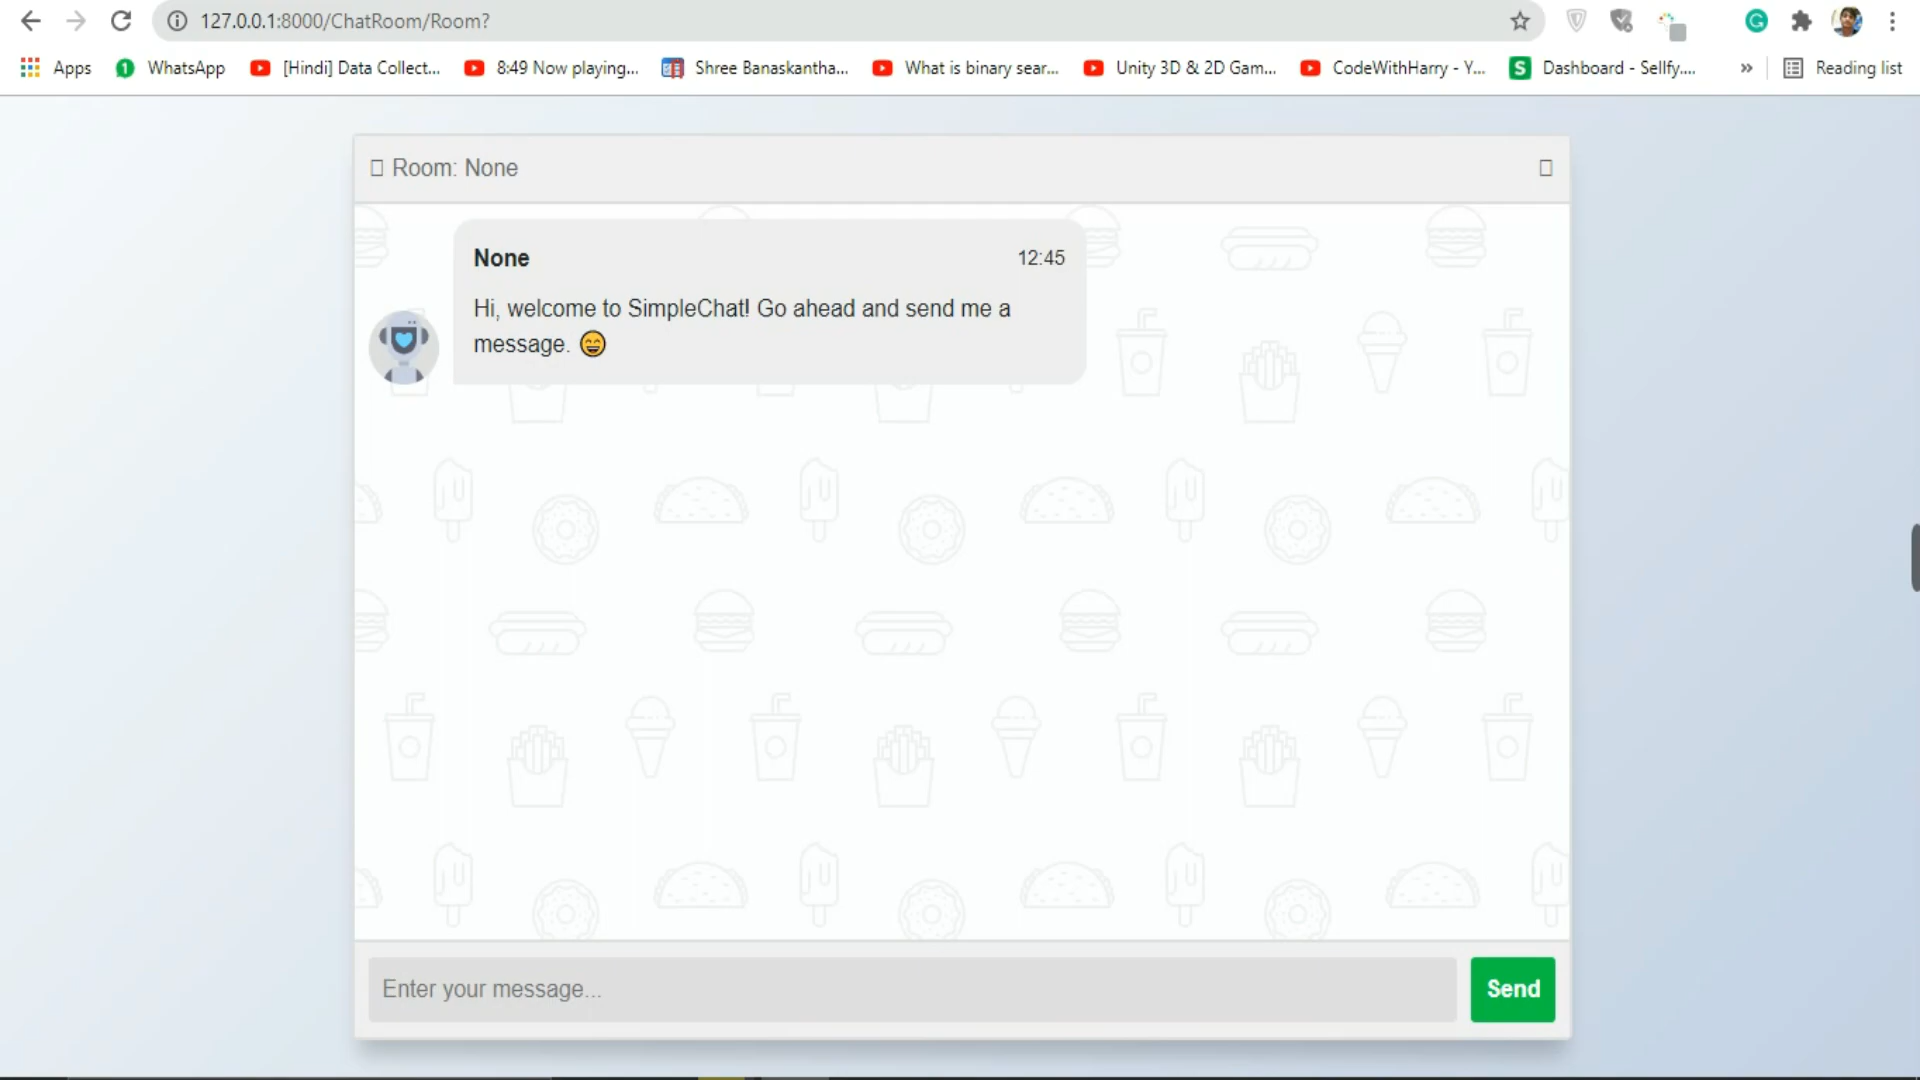 127.0.0.1:8000/ChatRoom/Room?
Apps WhatsApp [Hindi] Data Collect... 8:49 Now playing... Shree Banaskantha... What is binary sear... Unity 3D & 2D Gam... CodeWithHarry - Y... Dashboard - Sellfy.... » Reading list
Room: None
None 12:45
Hi, welcome to SimpleChat! Go ahead and send me a
message. 😄
Enter your message... Send